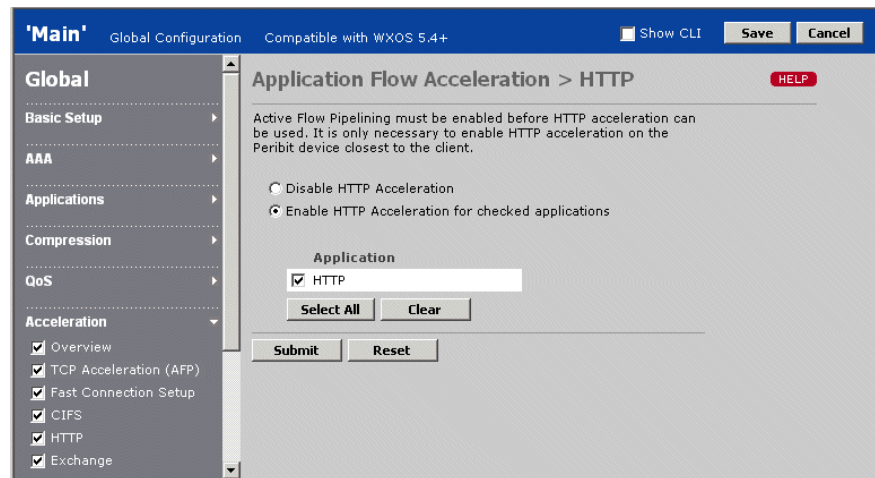 'Main' Global Configuration Compatible with WXOS 5.4+ Show CLI Save Cancel
Global
Basic Setup
AAA
Applications
Compression
QoS
Acceleration
Overview
TCP Acceleration (AFP)
Fast Connection Setup
CIFS
HTTP
Exchange
Application Flow Acceleration > HTTP HELP
Active Flow Pipelining must be enabled before HTTP acceleration can
be used. It is only necessary to enable HTTP acceleration on the
Peribit device closest to the client.
Disable HTTP Acceleration
Enable HTTP Acceleration for checked applications
Application
HTTP
Select All Clear
Submit Reset